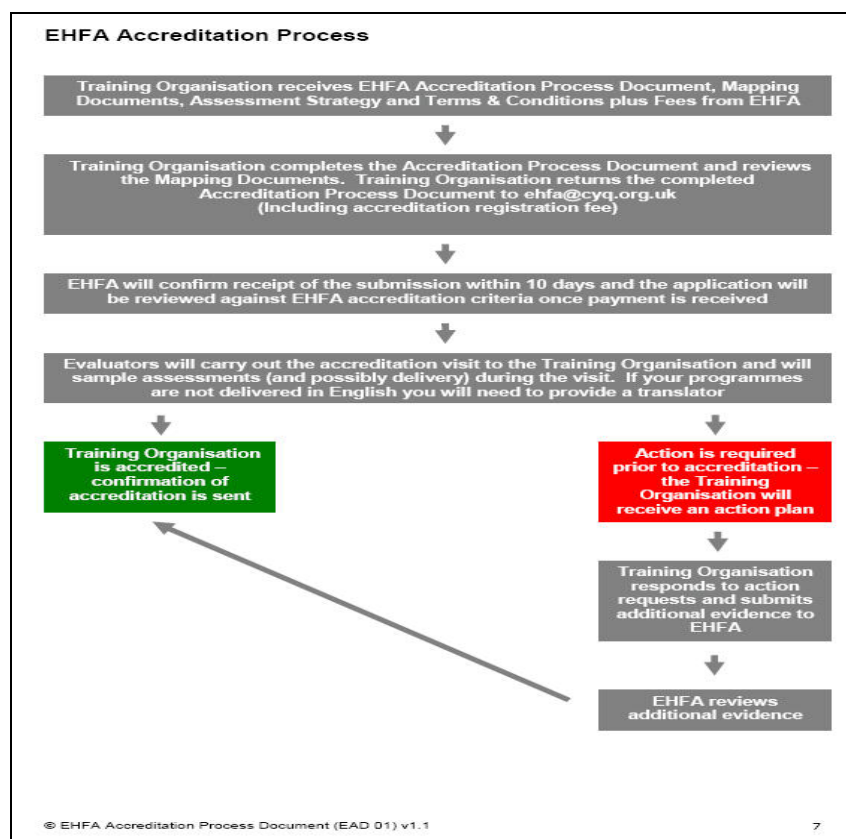 EHFA Accreditation Process
Training Organisation receives EHFA Accreditation Process Document, Mapping
Documents, Assessment Strategy and Terms & Conditions plus Fees from EHFA
Training Organisation completes the Accreditation Process Document and reviews
the Mapping Documents.  Training Organisation returns the completed
Accreditation Process Document to ehfa@cyq.org.uk
(Including accreditation registration fee)
EHFA will confirm receipt of the submission within 10 days and the application will
be reviewed against EHFA accreditation criteria once payment is received
Evaluators will carry out the accreditation visit to the Training Organisation and will
sample assessments (and possibly delivery) during the visit.  If your programmes
are not delivered in English you will need to provide a translator
Training Organisation
is accredited –
confirmation of
accreditation is sent
Action is required
prior to accreditation –
the Training
Organisation will
receive an action plan
Training Organisation
responds to action
requests and submits
additional evidence to
EHFA
EHFA reviews
additional evidence
© EHFA Accreditation Process Document (EAD 01) v1.1
7